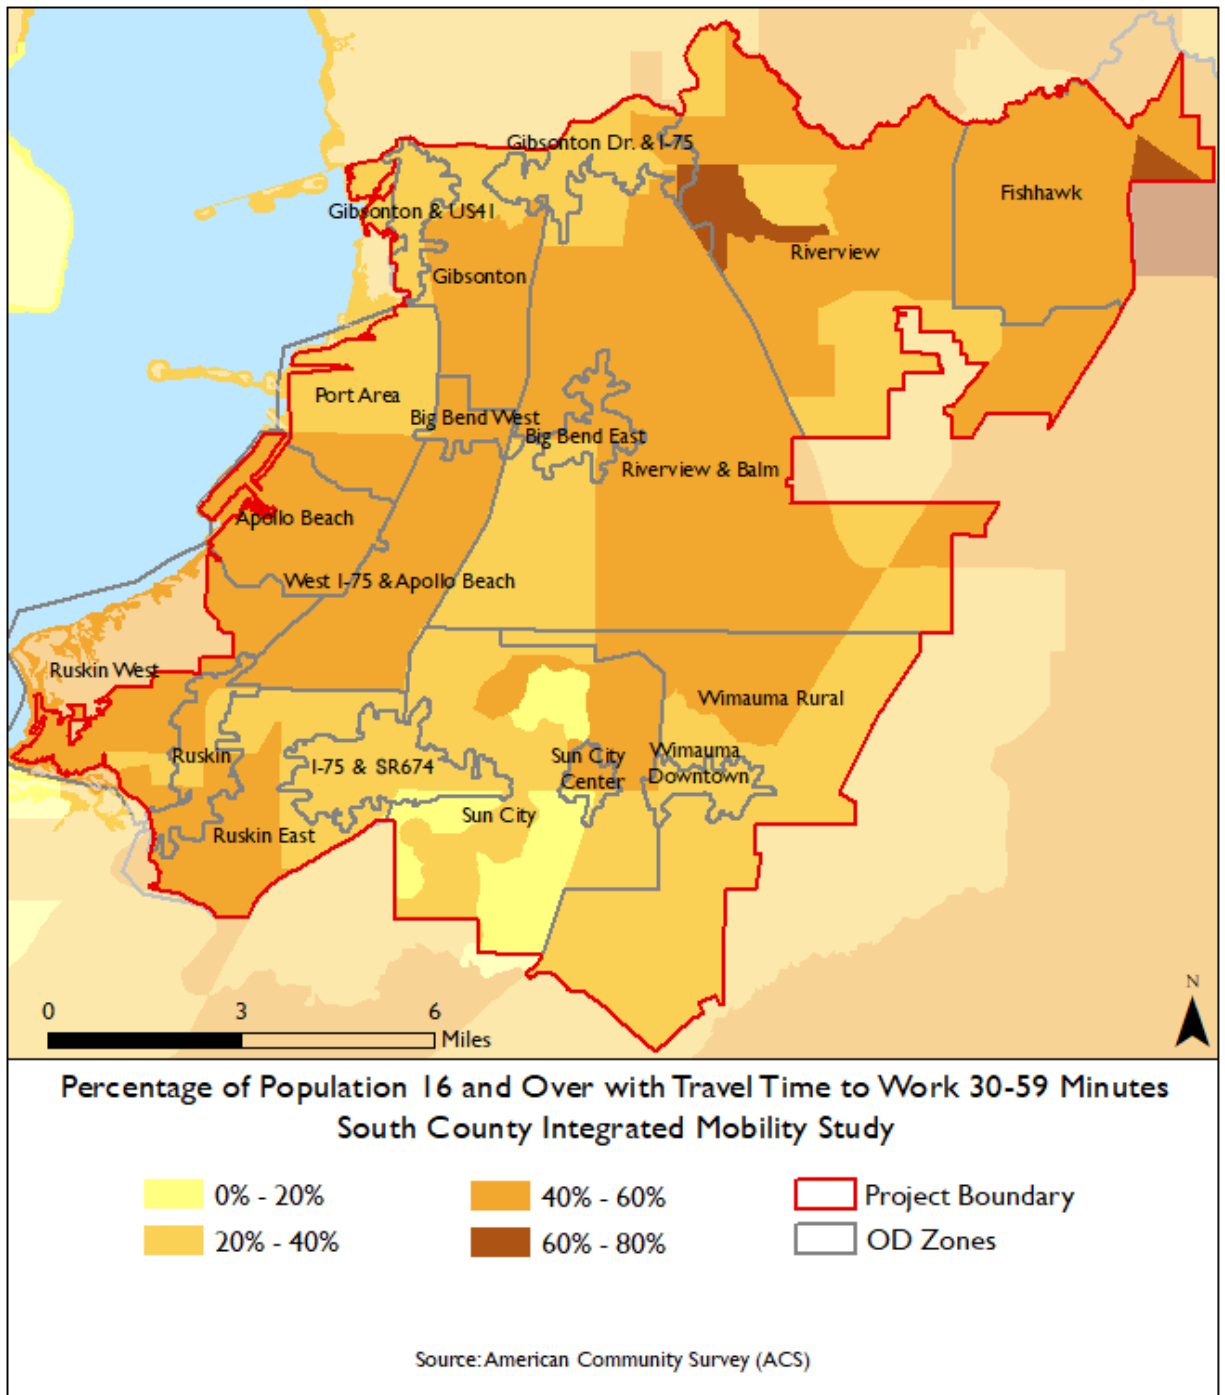 Gibsonton Dr. & I-75
Fishhawk
Gibsonton & US41
Riverview
Gibsonton
Port Area
Big Bend West
Big Bend East
Riverview & Balm
Apollo Beach
West I-75 & Apollo Beach
Ruskin West
Wimauma Rural
Ruskin
I-75 & SR674
Sun City
Center
Wimauma
Downtown
Sun City
Ruskin East
N
0 3 6
Miles
Percentage of Population 16 and Over with Travel Time to Work 30-59 Minutes
South County Integrated Mobility Study
0% - 20% 40% - 60% Project Boundary
20% - 40% 60% - 80% OD Zones
Source: American Community Survey (ACS)